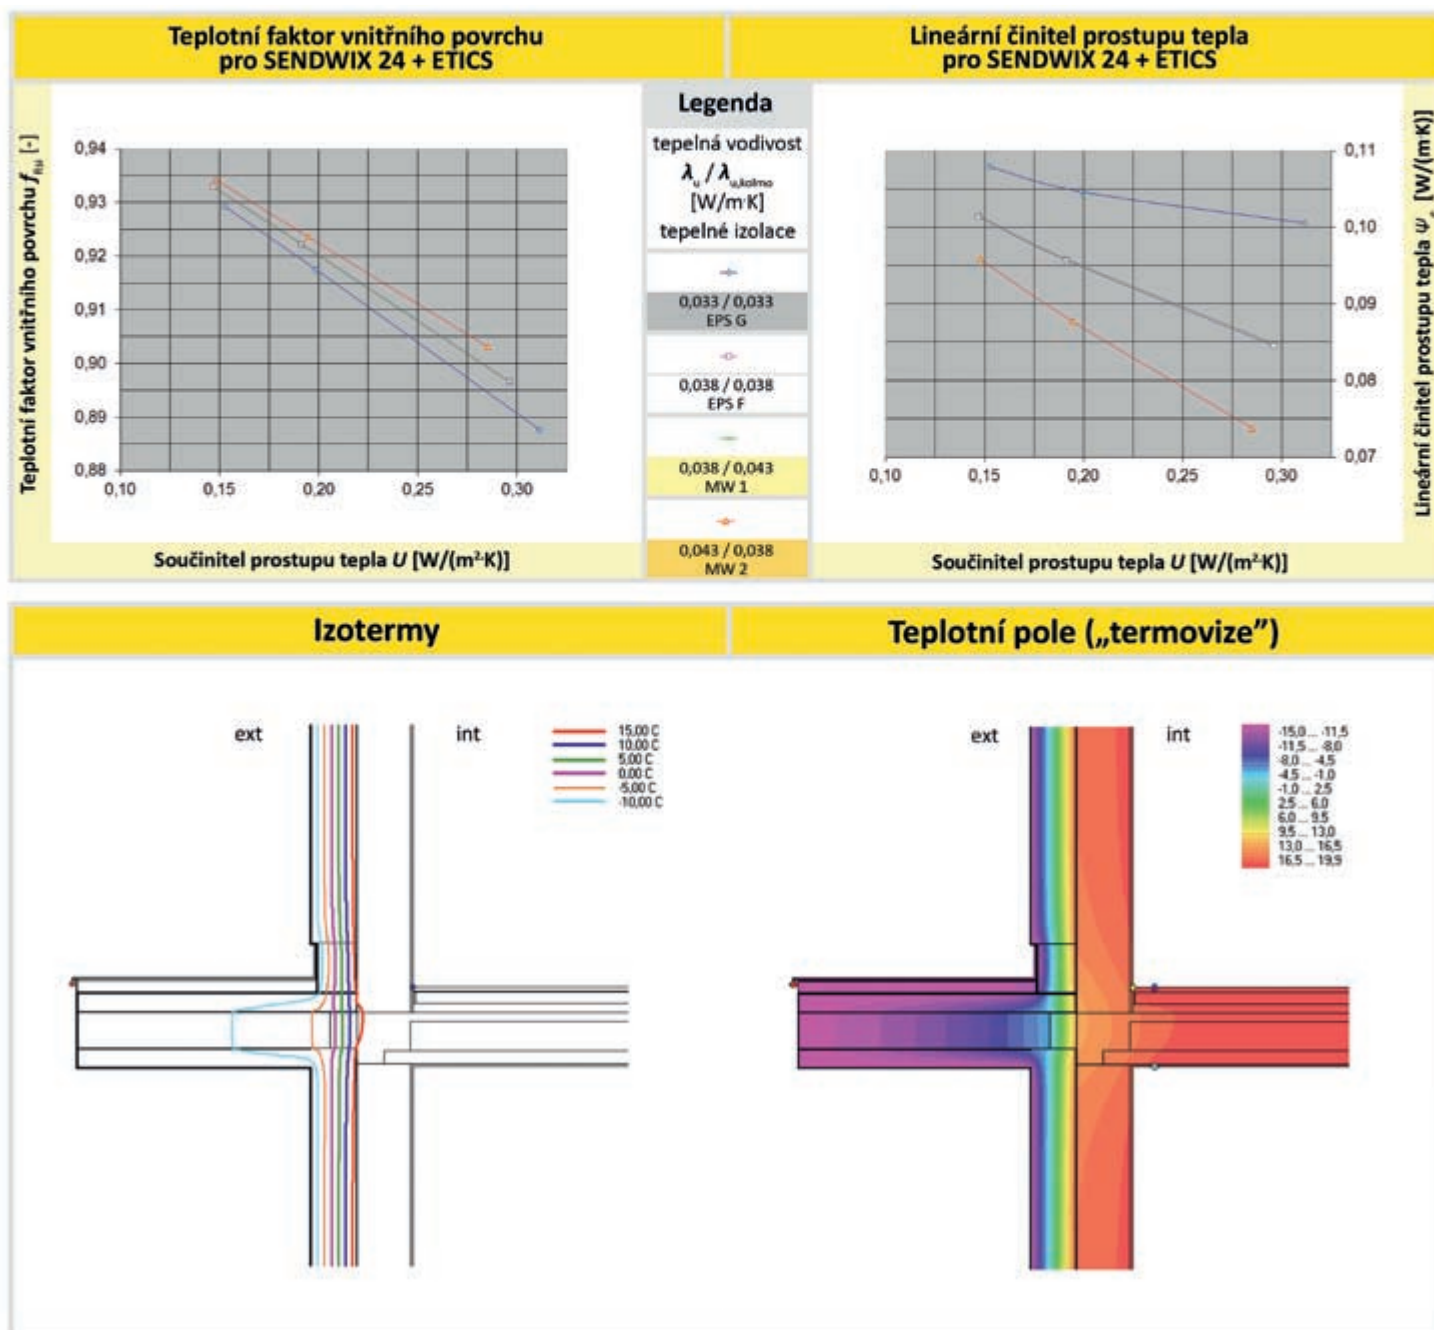 Teplotní faktor vnitřního povrchu
pro SENDWIX 24 + ETICS
Lineární činitel prostupu tepla
pro SENDWIX 24 + ETICS
Teplotní faktor vnitřního povrchu f [-]
0,94
0,93
0,92
0,91
0,90
0,89
0,88
0,10
0,15
0,20
0,25
0,30
Součinitel prostupu tepla U [W/(m²·K)]
Legenda
tepelná vodivost
λu / λu,kolmo
[W/m·K]
tepelné izolace
0,033 / 0,033
EPS G
0,038 / 0,038
EPS F
0,038 / 0,043
MW 1
0,043 / 0,038
MW 2
0,11
0,10
0,09
0,08
0,07
0,10
0,15
0,20
0,25
0,30
Lineární činitel prostupu tepla Ψ [W/(m·K)]
Součinitel prostupu tepla U [W/(m²·K)]
Izotermy
Teplotní pole („termovize”)
ext
int
15,00 C
10,00 C
5,00 C
0,00 C
-5,00 C
-10,00 C
ext
int
-15,0 ... -11,5
-11,5 ... -8,0
-8,0 ... -4,5
-4,5 ... -1,0
-1,0 ... 2,5
2,5 ... 6,0
6,0 ... 9,5
9,5 ... 13,0
13,0 ... 16,5
16,5 ... 19,9